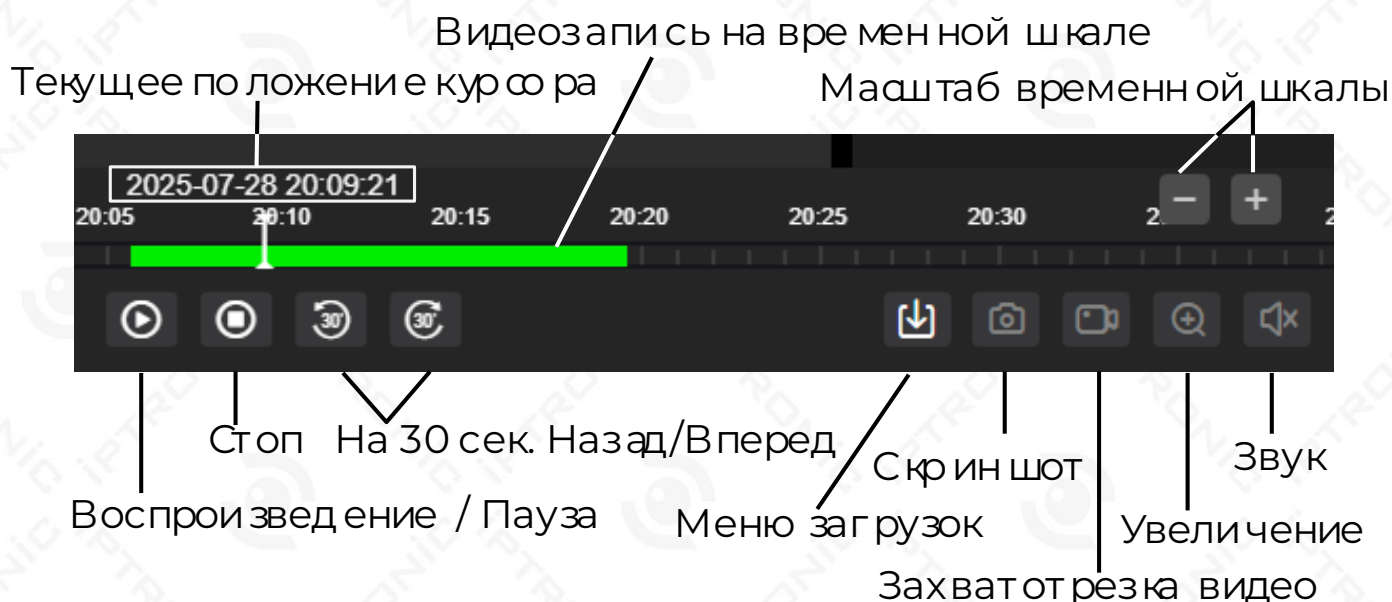 Видеозапись на временной шкале
Текущее положение курсора
Масштаб временной шкалы
2025-07-28 20:09:21
20:05 20:10 20:15 20:20 20:25 20:30
30' 30'
Стоп На 30 сек. Назад/Вперед
Скриншот
Звук
Воспроизведение / Пауза
Меню загрузок
Увеличение
Захват отрезка видео